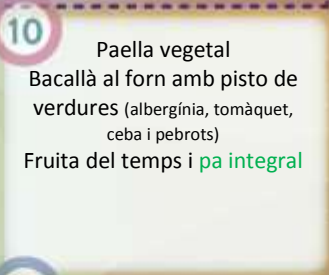 10
Paella vegetal
Bacallà al forn amb pisto de
verdures (albergínia, tomàquet,
ceba i pebrots)
Fruita del temps i pa integral